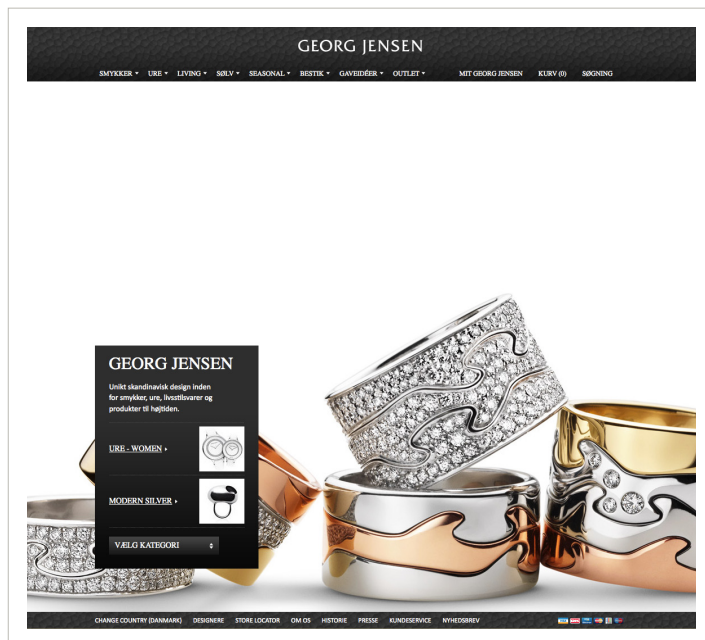 GEORG JENSEN
SMYKKER URE LIVING SØLV SEASONAL BESTIK GAVEIDÉER OUTLET MIT GEORG JENSEN KURV (0) SØGNING
GEORG JENSEN
Unikt skandinavisk design inden
for smykker, ure, livsstilsvarer og
produkter til højtiden.
URE - WOMEN
MODERN SILVER
VÆLG KATEGORI
CHANGE COUNTRY (DANMARK) DESIGNERE STORE LOCATOR OM OS HISTORIE PRESSE KUNDESERVICE NYHEDSBREV